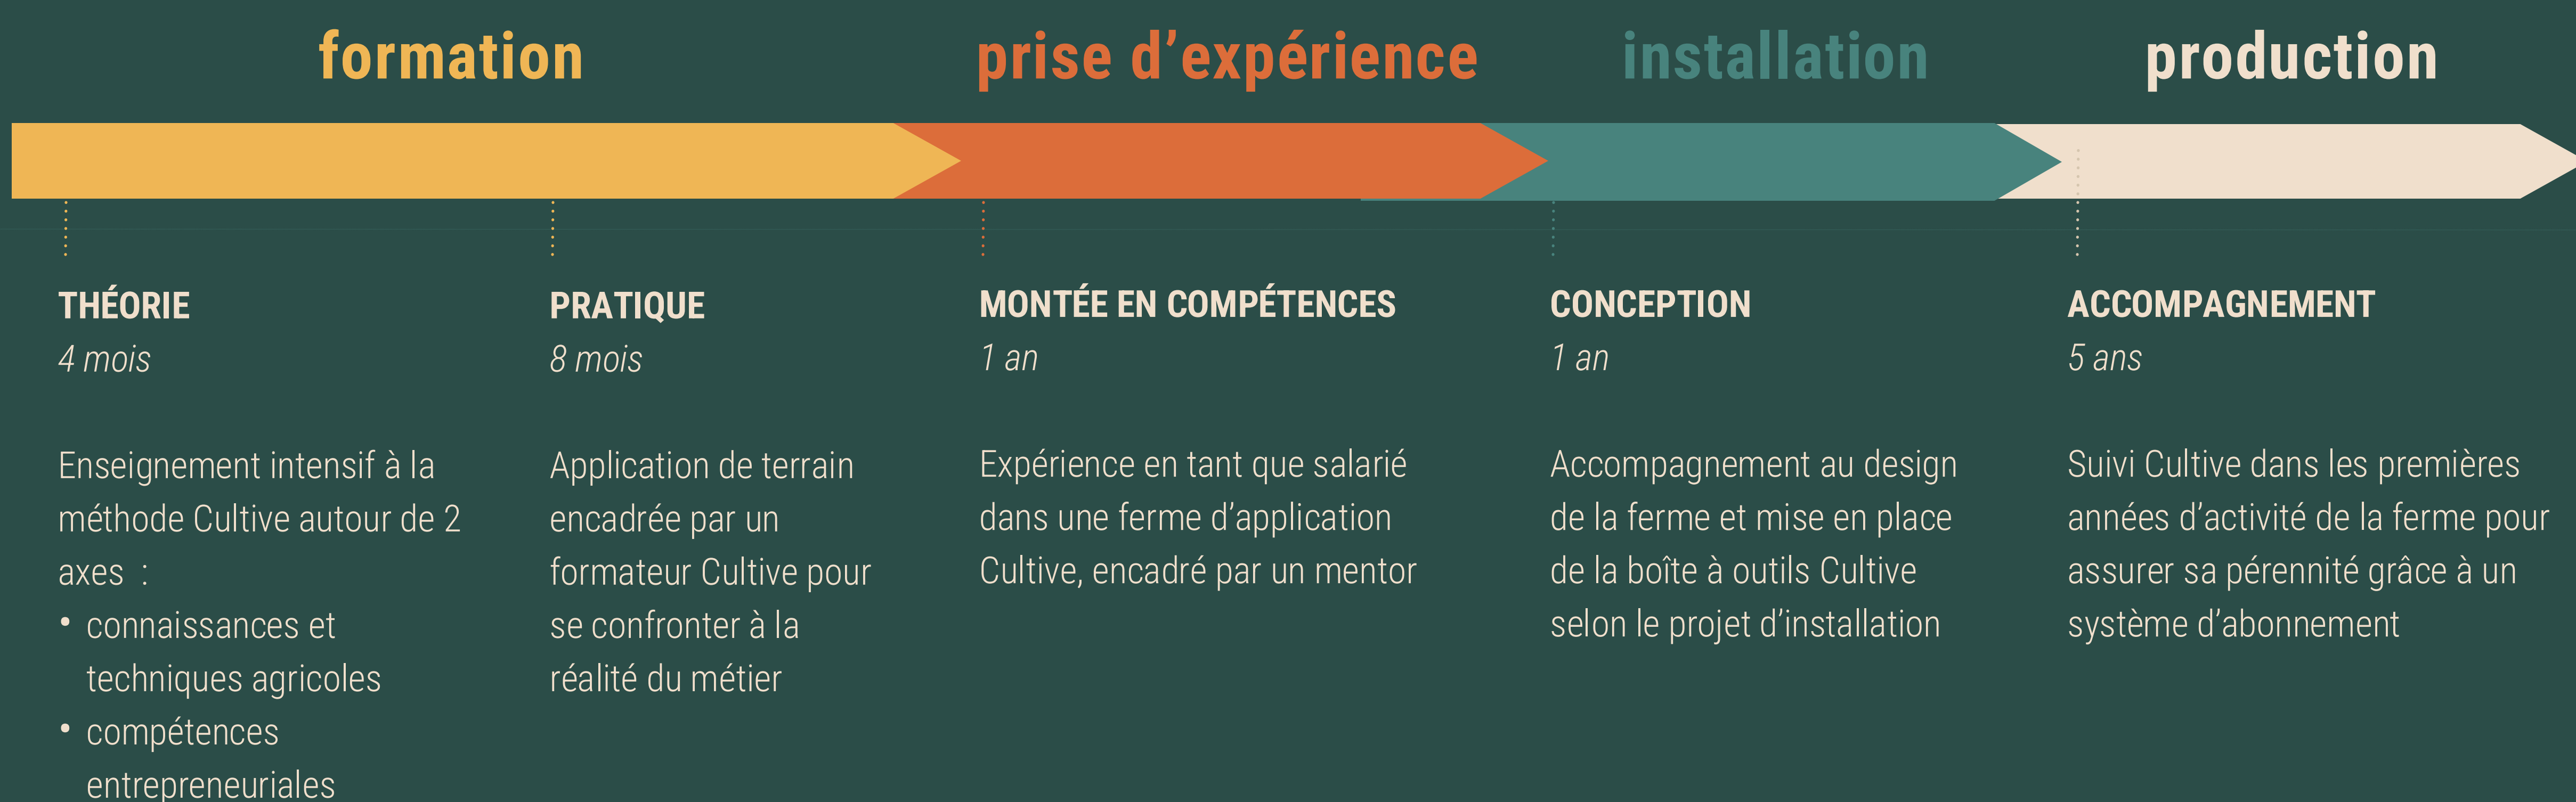 formation
prise d’expérience
installation
production
THÉORIE
4 mois
Enseignement intensif à la
méthode Cultive autour de 2
axes :
• connaissances et
techniques agricoles
• compétences
entrepreneuriales
PRATIQUE
8 mois
Application de terrain
encadrée par un
formateur Cultive pour
se confronter à la
réalité du métier
MONTÉE EN COMPÉTENCES
1 an
Expérience en tant que salarié
dans une ferme d’application
Cultive, encadré par un mentor
CONCEPTION
1 an
Accompagnement au design
de la ferme et mise en place
de la boîte à outils Cultive
selon le projet d’installation
ACCOMPAGNEMENT
5 ans
Suivi Cultive dans les premières
années d’activité de la ferme pour
assurer sa pérennité grâce à un
système d’abonnement